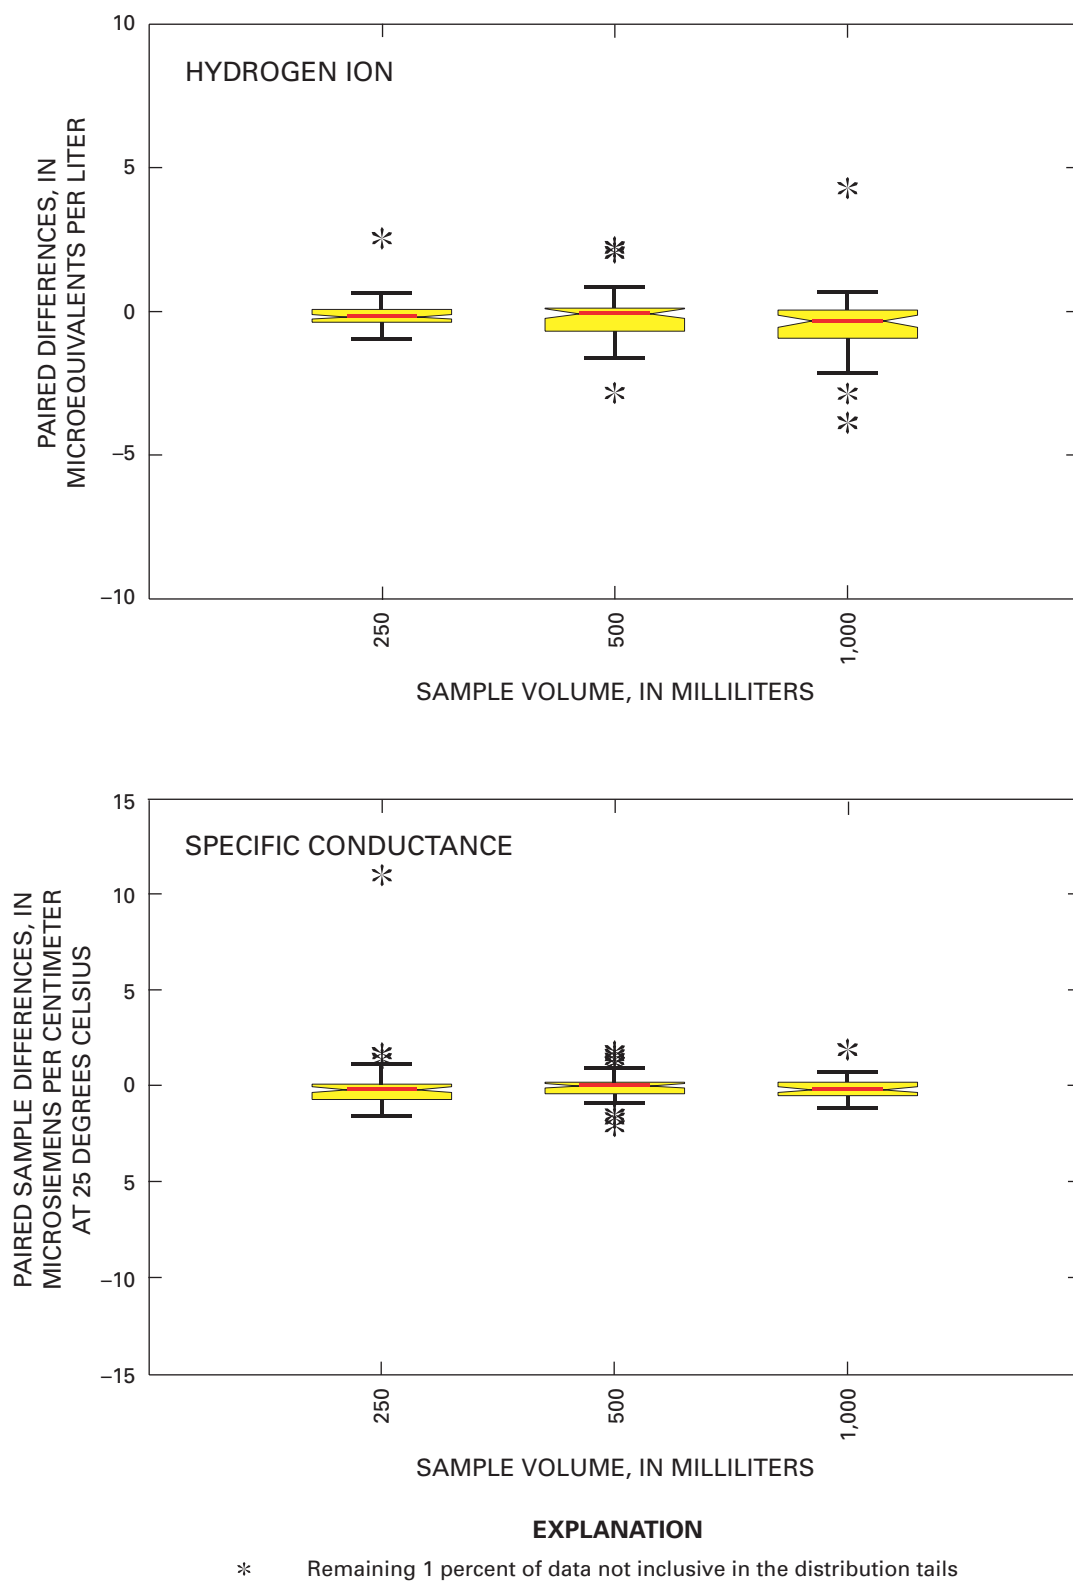 10
HYDROGEN ION
5
0
−5
−10
PAIRED DIFFERENCES, IN
MICROEQUIVALENTS PER LITER
250
500
1,000
SAMPLE VOLUME, IN MILLILITERS
15
SPECIFIC CONDUCTANCE
10
5
0
5
−10
−15
PAIRED SAMPLE DIFFERENCES, IN
MICROSIEMENS PER CENTIMETER
AT 25 DEGREES CELSIUS
250
500
1,000
SAMPLE VOLUME, IN MILLILITERS
EXPLANATION
* Remaining 1 percent of data not inclusive in the distribution tails